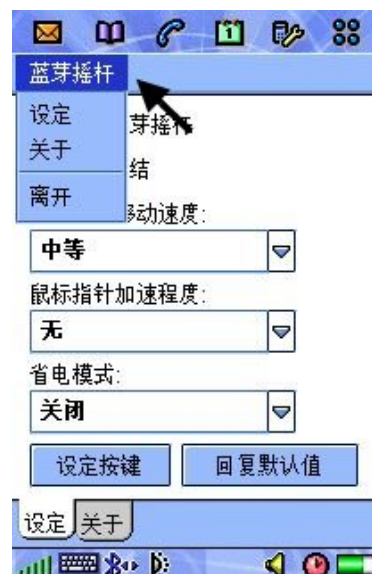 1
蓝芽摇杆
设定
芽摇杆
关于
结
离开
移动速度:
中等
鼠标指针加速程度:
无
省电模式:
关闭
设定按键
回复默认值
设定
关于